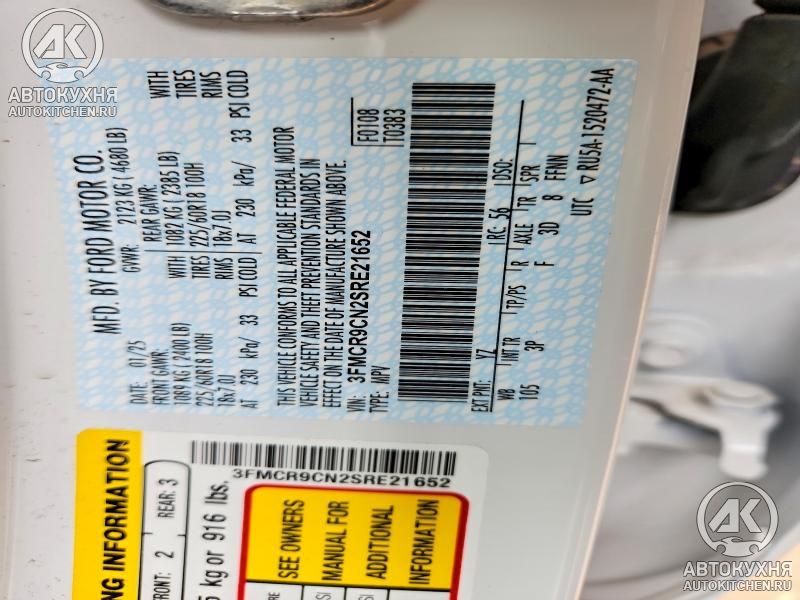 MFD. BY FORD MOTOR CO.
DATE: 01/25 GVWR: 2123 KG ( 4680 LB)
FRONT GAWR: REAR GAWR: WITH
1089 KG ( 2400 LB) 1082 KG ( 2385 LB) TIRES
225/60R18 100H TIRES 225/60R18 100H RIMS
18x7.0J RIMS 18x7.0J
AT 230 kPa/ 33 PSI COLD AT 230 kPa/ 33 PSI COLD
THIS VEHICLE CONFORMS TO ALL APPLICABLE FEDERAL MOTOR
VEHICLE SAFETY AND THEFT PREVENTION STANDARDS IN
EFFECT ON THE DATE OF MANUFACTURE SHOWN ABOVE.
F0108
T0383
VIN: 3FMCR9CN2SRE21652
TYPE: MPV
EXT PNT: YZ RC: 56 DSO:
WB INT TR TP/PS R AXLE TR SPR
105 3P F 3D 8 FFNN
UTC ▽ RU5A-1520472-AA
NG INFORMATION
FRONT: 2 REAR: 3
kg or 916 lbs.
3FMCR9CN2SRE21652
SEE OWNERS
MANUAL FOR
ADDITIONAL
INFORMATION
АК
АВТОКУХНЯ
AUTOKITCHEN.RU
АК
АВТОКУХНЯ
AUTOKITCHEN.RU